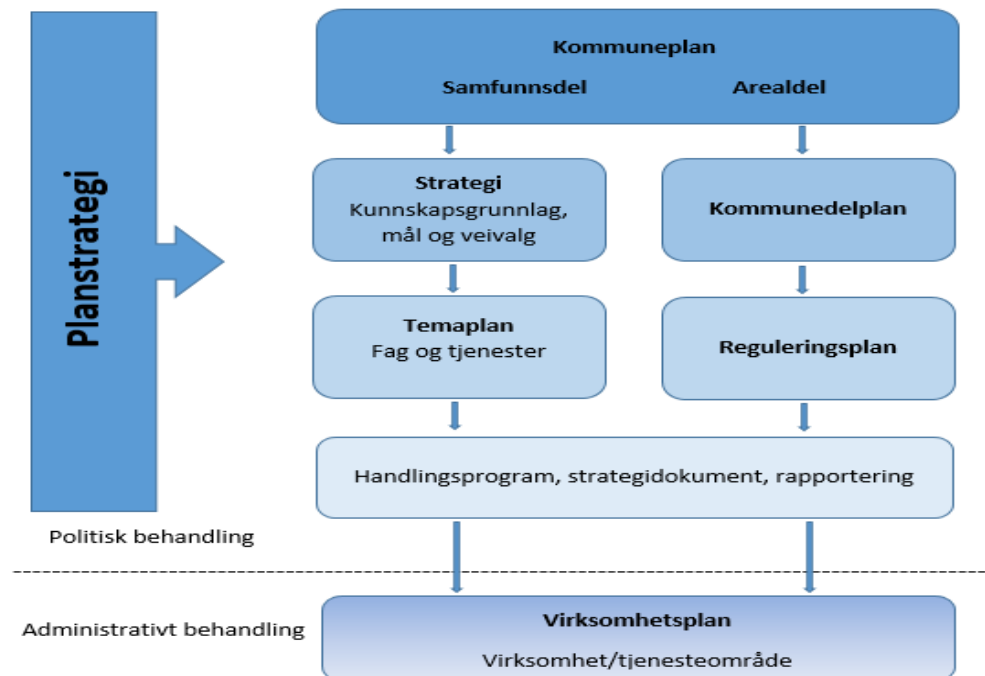 Planstrategi
Kommuneplan
Samfunnsdel Arealdel
Strategi
Kunnskapsgrunnlag,
mål og veivalg
Kommunedelplan
Temaplan
Fag og tjenester
Reguleringsplan
Handlingsprogram, strategidokument, rapportering
Politisk behandling
Administrativt behandling
Virksomhetsplan
Virksomhet/tjenesteområde